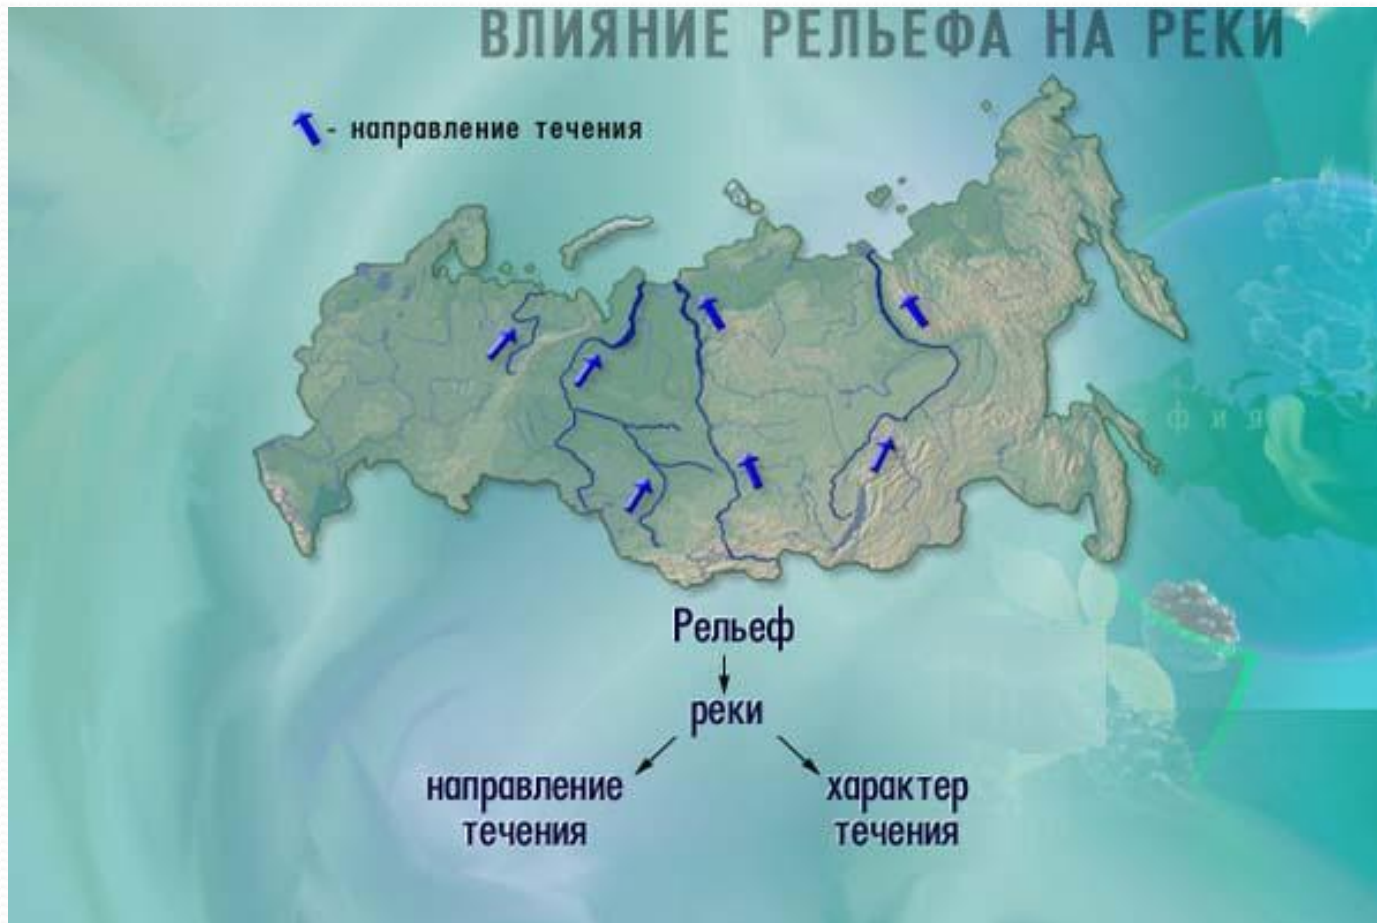 ВЛИЯНИЕ РЕЛЬЕФА НА РЕКИ
- направление течения
Рельеф
реки
направление
течения
характер
течения